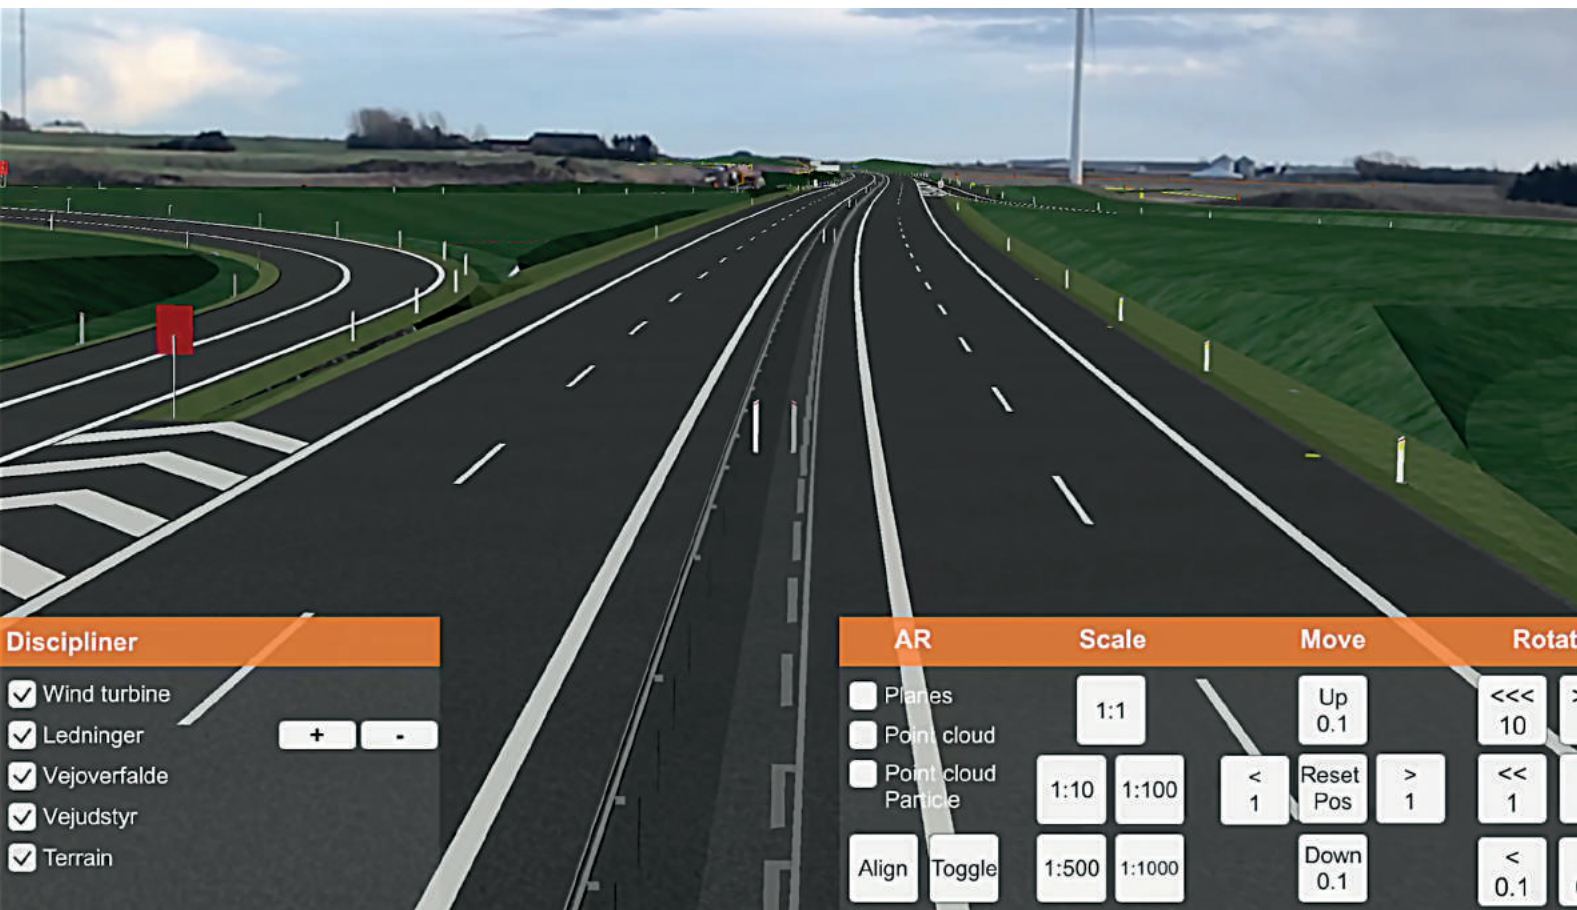 Discipliner
Wind turbine
Ledninger
+ -
Vejoverfalde
Vejudstyr
Terrain
AR Scale Move Rotat
Planes
Point cloud
Point cloud
Particle
Align Toggle
1:1
1:10 1:100
1:500 1:1000
Up
0.1
<
1
Reset
Pos
>
1
Down
0.1
<<<
10
<<
1
<
0.1